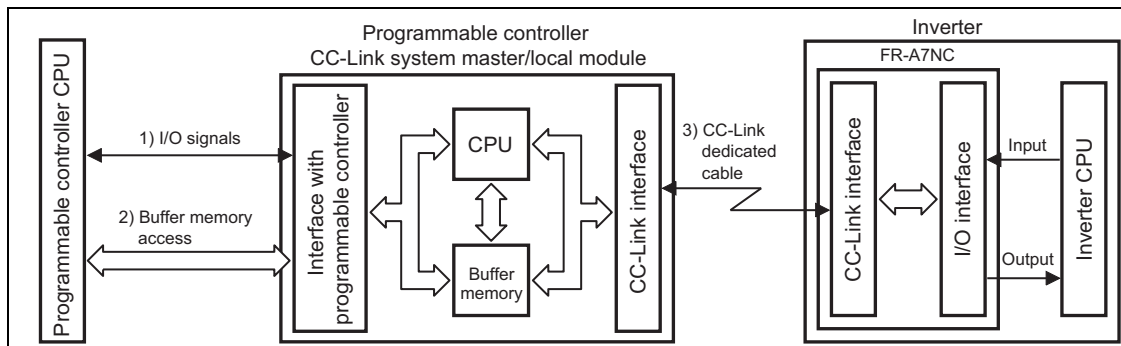 Programmable controller CPU
1) I/O signals
2) Buffer memory
access
Programmable controller
CC-Link system master/local module
Interface with
programmable controller
CPU
Buffer
memory
CC-Link interface
3) CC-Link
dedicated
cable
Inverter
FR-A7NC
CC-Link interface
I/O interface
Input
Output
Inverter CPU